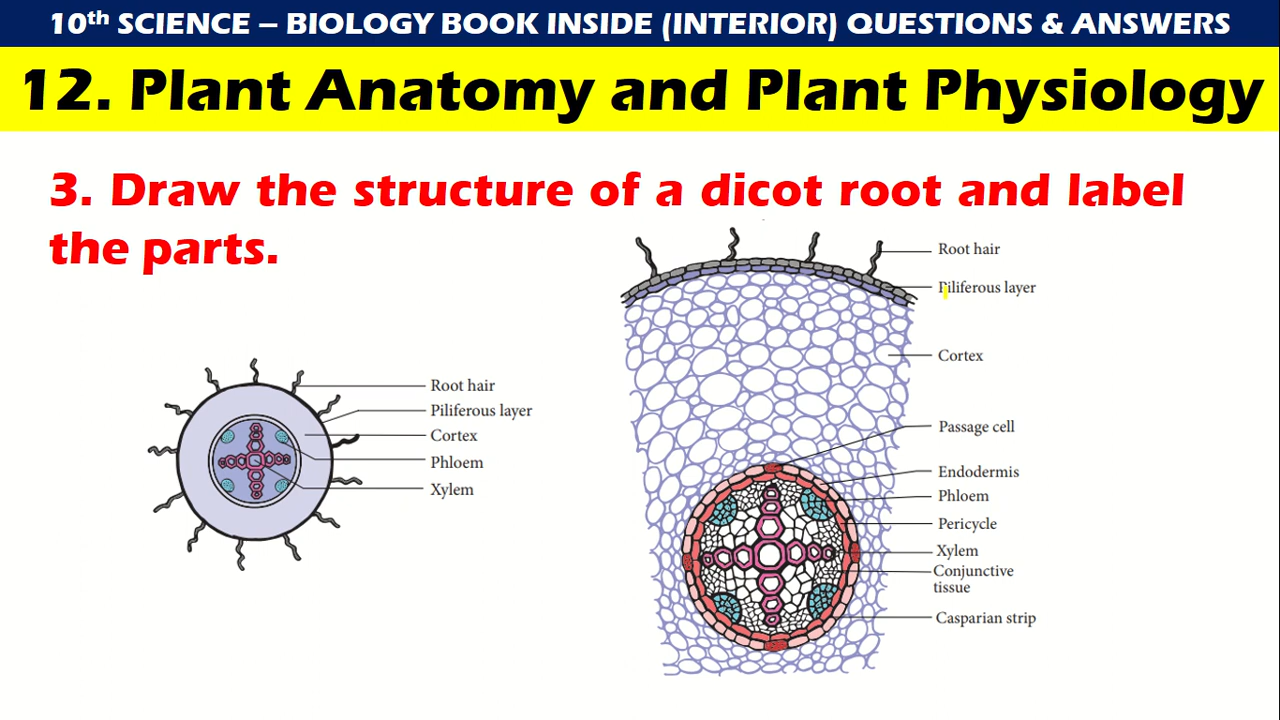 10th SCIENCE – BIOLOGY BOOK INSIDE (INTERIOR) QUESTIONS & ANSWERS
12. Plant Anatomy and Plant Physiology
3. Draw the structure of a dicot root and label
the parts.
Root hair
Piliferous layer
Cortex
Phloem
Xylem
Root hair
Piliferous layer
Cortex
Passage cell
Endodermis
Phloem
Pericycle
Xylem
Conjunctive
tissue
Casparian strip